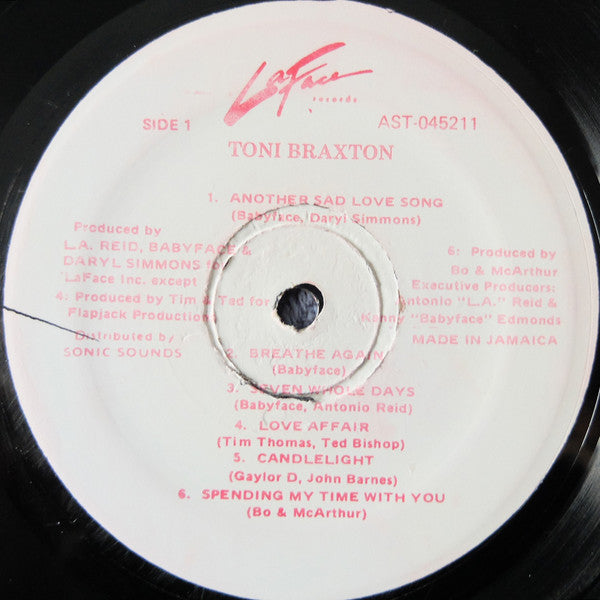 LaFace
records
SIDE 1
AST-045211
TONI BRAXTON
1. ANOTHER SAD LOVE SONG
(Babyface, Daryl Simmons)
Produced by
L.A. REID, BABYFACE &
DARYL SIMMONS
LaFace Inc. except
4: Produced by Tim & Ted for
Flapjack Productions
Distributed by
SONIC SOUNDS
6: Produced by
Bo & McArthur
Executive Producers:
Antonio "L.A." Reid &
Kenny "Babyface" Edmonds
MADE IN JAMAICA
2. BREATHE AGAIN
(Babyface)
3. SEVEN WHOLE DAYS
(Babyface, Antonio Reid)
4. LOVE AFFAIR
(Tim Thomas, Ted Bishop)
5. CANDLELIGHT
(Gaylor D, John Barnes)
6. SPENDING MY TIME WITH YOU
(Bo & McArthur)